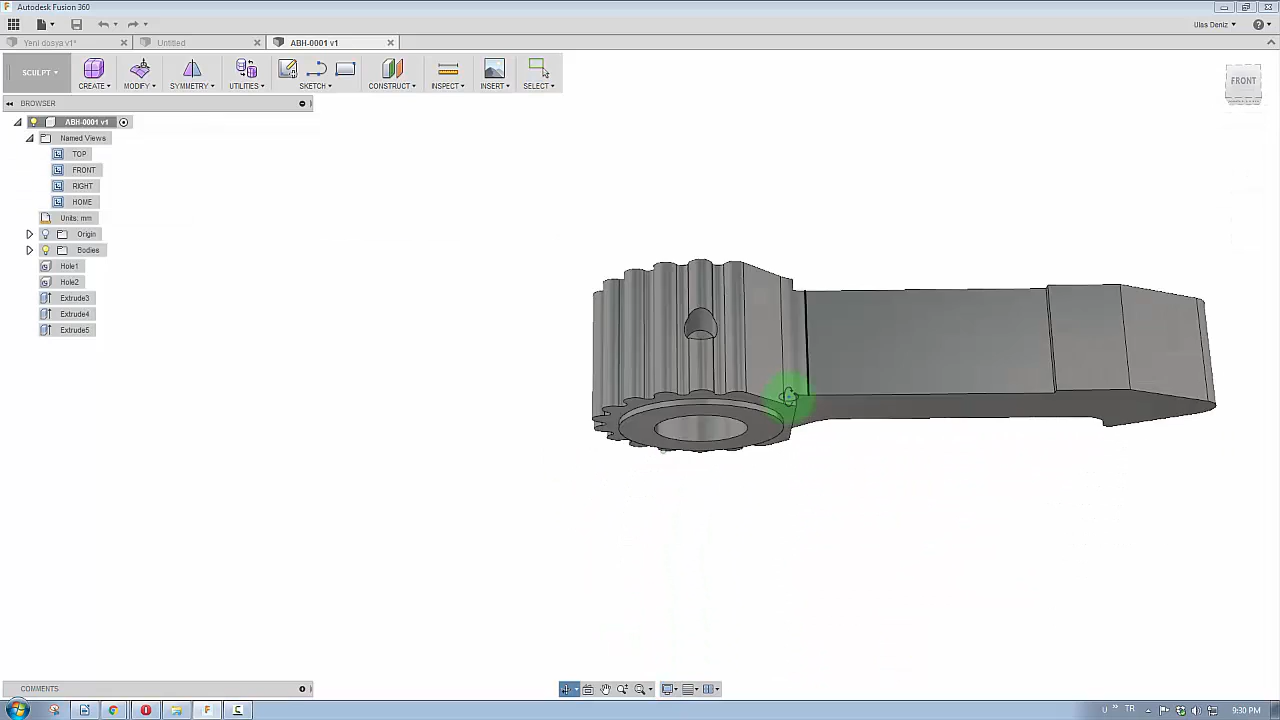 Autodesk Fusion 360
Ulas Deniz
Yeni dosya v1*
Untitled
ABH-0001 v1
SCULPT
CREATE
MODIFY
SYMMETRY
UTILITIES
SKETCH
CONSTRUCT
INSPECT
INSERT
SELECT
FRONT
BROWSER
ABH-0001 v1
Named Views
TOP
FRONT
RIGHT
HOME
Units: mm
Origin
Bodies
Hole1
Hole2
Extrude3
Extrude4
Extrude5
COMMENTS
TR
9:30 PM